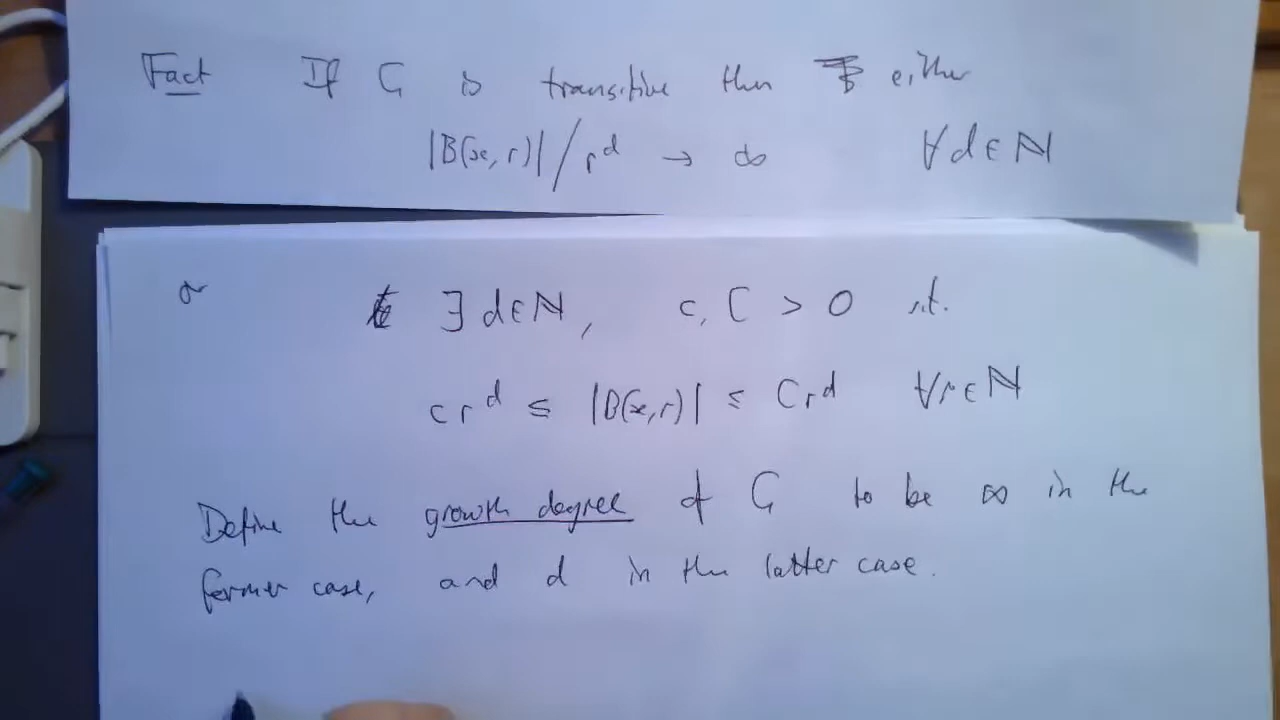 Fact If G is transitive then either
|B(x,r)|/r^d → ∞ ∀d∈ℕ
or ∃ d∈ℕ, c, C > 0 s.t.
c r^d ≤ |B(x,r)| ≤ C r^d ∀r∈ℕ
Define the growth degree of G to be ∞ in the
former case, and d in the latter case.